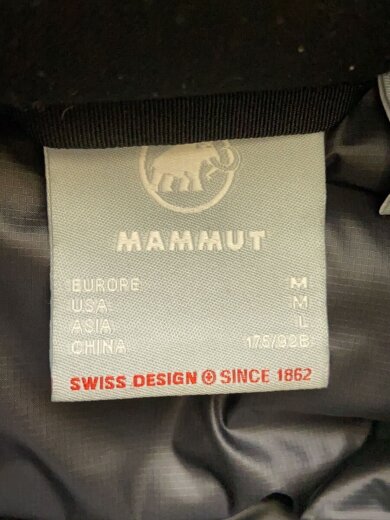 MAMMUT
EUROPE M
USA M
ASIA L
CHINA 175/92B
SWISS DESIGN SINCE 1862